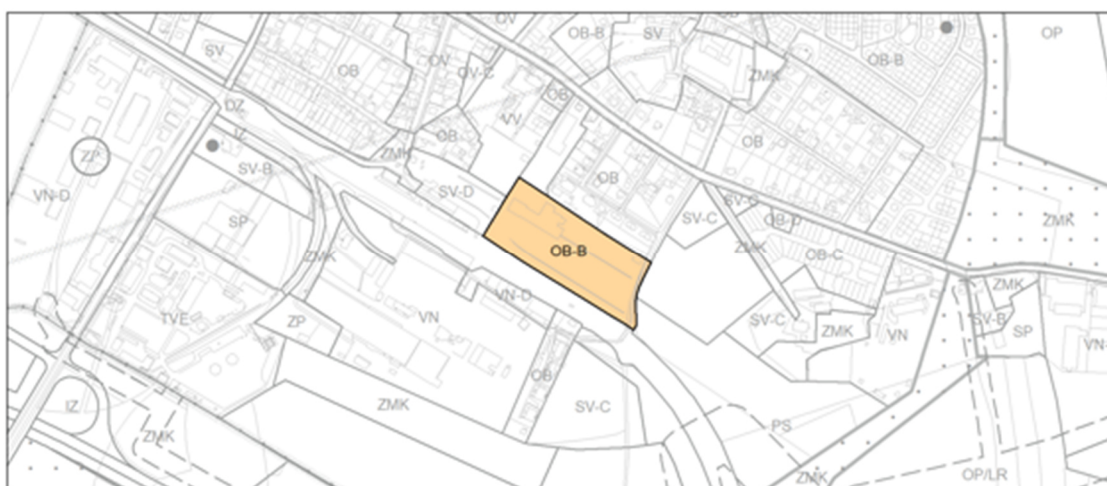 OV
OB-B
SV
OP
SV
OB
OV
OV-C
ZMK
OB-B
OB
DZ
IZ
VV
OB
ZMK
OB
ZP
SV-B
VN-D
SV-D
OB
SV-C
SP
SV-C
OB-D
ZMK
ZMK
ZMK
OB-B
OB-C
VN-D
ZMK
TVE
ZP
VN
SV-C
ZMK
VN
SV-B
SP
VN-
OB
IZ
ZMK
SV-C
ZMK
PS
ZMK
OP/LR